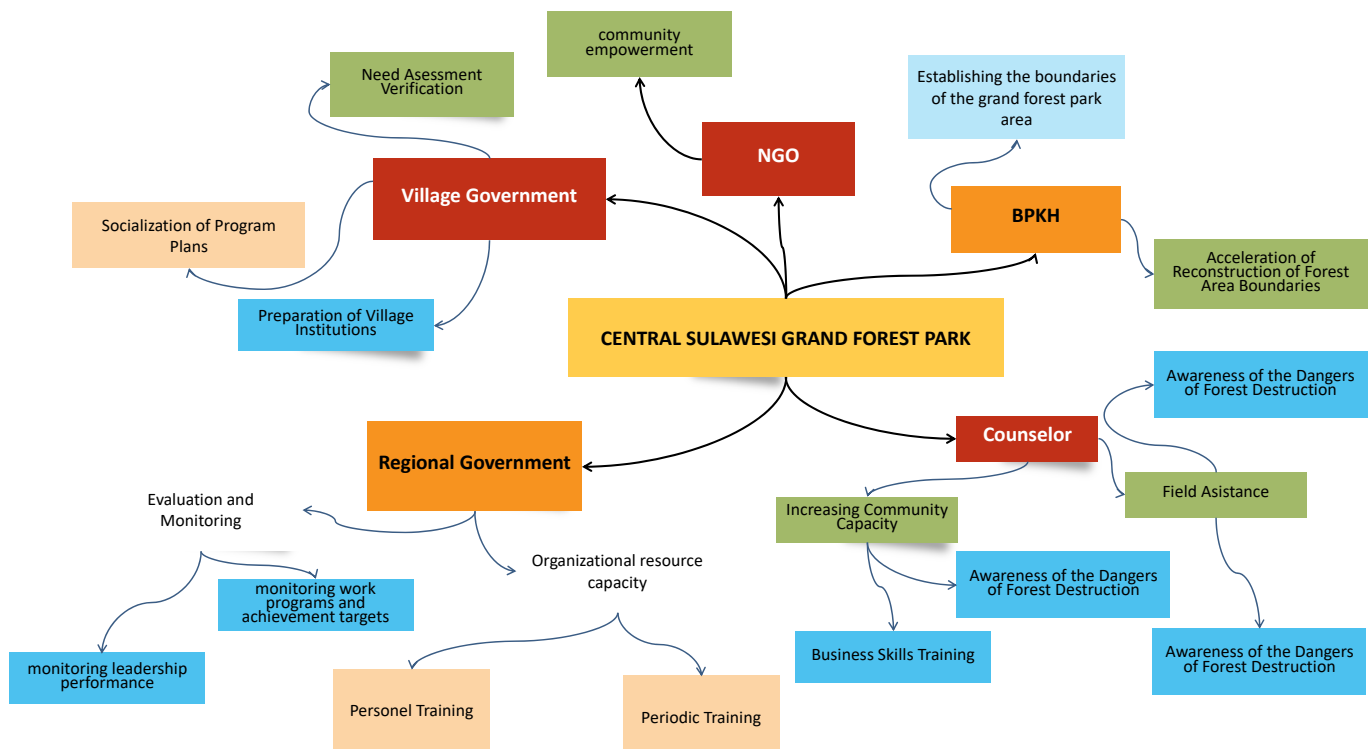 community
empowerment
Need Asessment
Verification
Establishing the boundaries
of the grand forest park
area
NGO
Village Government
BPKH
Socialization of Program
Plans
Acceleration of
Reconstruction of Forest
Area Boundaries
Preparation of Village
Institutions
CENTRAL SULAWESI GRAND FOREST PARK
Awareness of the Dangers
of Forest Destruction
Counselor
Regional Government
Field Asistance
Evaluation and
Monitoring
Increasing Community
Capacity
Organizational resource
capacity
Awareness of the Dangers
of Forest Destruction
monitoring work
programs and
achievement targets
Business Skills Training
Awareness of the Dangers
of Forest Destruction
monitoring leadership
performance
Personel Training
Periodic Training